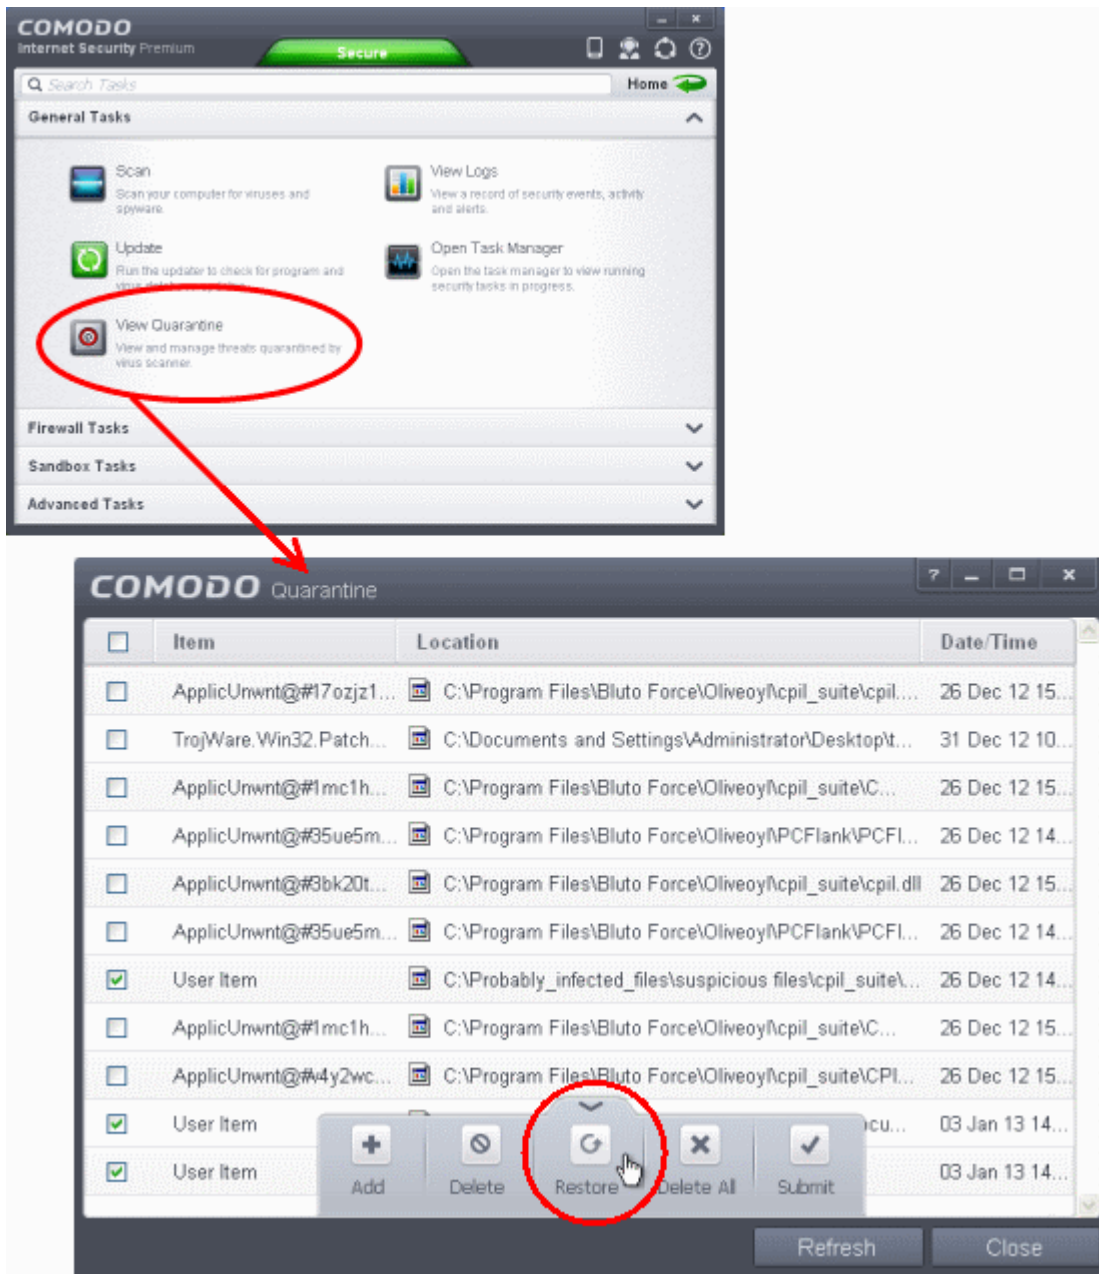 COMODO
Internet Security Premium
Secure
Search Tasks
Home
General Tasks
Scan
Scan your computer for viruses and
spyware.
View Logs
View a record of security events, activity
and alerts.
Update
Run the updater to check for program and
virus database updates.
Open Task Manager
Open the task manager to view running
security tasks in progress.
View Quarantine
View and manage threats quarantined by
virus scanner.
Firewall Tasks
Sandbox Tasks
Advanced Tasks
COMODO Quarantine
Item Location Date/Time
ApplicUnwnt@#17ozjz1... C:\Program Files\Bluto Force\Oliveoyl\cpil_suite\cpil.... 26 Dec 12 15...
TrojWare.Win32.Patch... C:\Documents and Settings\Administrator\Desktop\t... 31 Dec 12 10...
ApplicUnwnt@#1mc1h... C:\Program Files\Bluto Force\Oliveoyl\cpil_suite\C... 26 Dec 12 15...
ApplicUnwnt@#35ue5m... C:\Program Files\Bluto Force\Oliveoyl\PCFlank\PCFl... 26 Dec 12 14...
ApplicUnwnt@#3bk20t... C:\Program Files\Bluto Force\Oliveoyl\cpil_suite\cpil.dll 26 Dec 12 15...
ApplicUnwnt@#35ue5m... C:\Program Files\Bluto Force\Oliveoyl\PCFlank\PCFl... 26 Dec 12 14...
User Item C:\Probably_infected_files\suspicious files\cpil_suite\... 26 Dec 12 14...
ApplicUnwnt@#1mc1h... C:\Program Files\Bluto Force\Oliveoyl\cpil_suite\C... 26 Dec 12 15...
ApplicUnwnt@#v4y2wc... C:\Program Files\Bluto Force\Oliveoyl\cpil_suite\CPI... 26 Dec 12 15...
User Item ocu... 03 Jan 13 14...
User Item 03 Jan 13 14...
Add Delete Restore Delete All Submit
Refresh Close